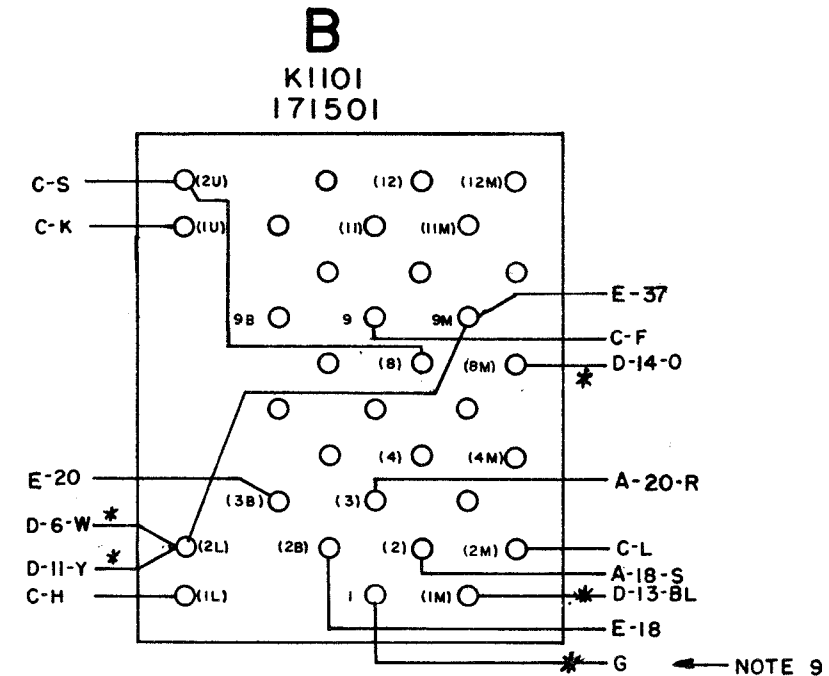 B
K1101
171501
C-S (2U) (12) (12M)
C-K (1U) (11) (11M)
E-37
9B 9 9M
C-F
(8) (8M) D-14-O
*
(4) (4M)
E-20 A-20-R
(3B) (3)
D-6-W *
(2L) (2B) (2) (2M) C-L
D-11-Y * A-18-S
C-H (1L) 1 (1M) * D-13-BL
E-18
* G NOTE 9